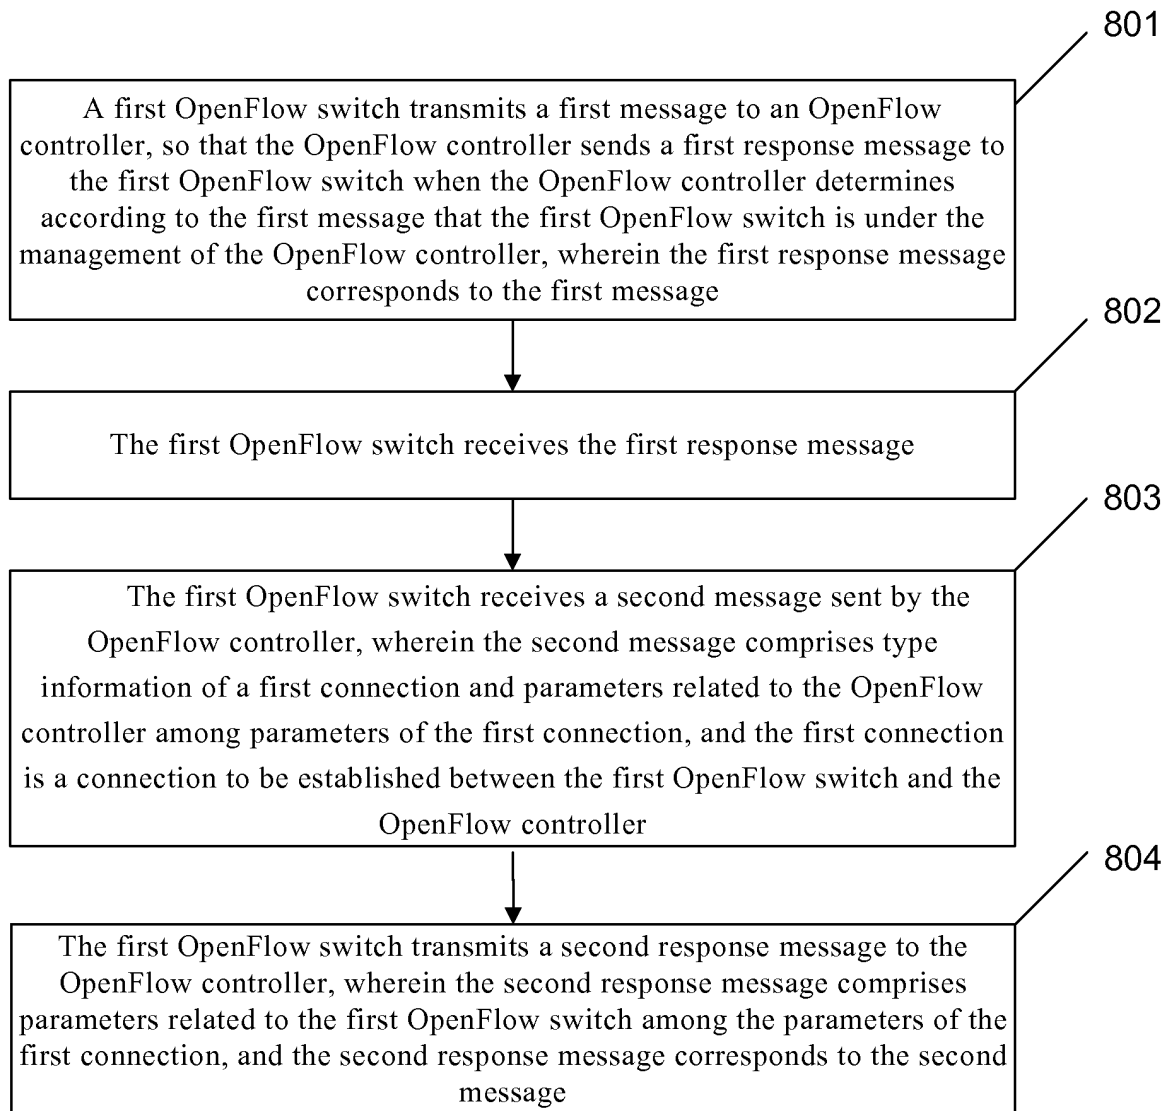 801
A first OpenFlow switch transmits a first message to an OpenFlow
controller, so that the OpenFlow controller sends a first response message to
the first OpenFlow switch when the OpenFlow controller determines
according to the first message that the first OpenFlow switch is under the
management of the OpenFlow controller, wherein the first response message
corresponds to the first message
802
The first OpenFlow switch receives the first response message
803
The first OpenFlow switch receives a second message sent by the
OpenFlow controller, wherein the second message comprises type
information of a first connection and parameters related to the OpenFlow
controller among parameters of the first connection, and the first connection
is a connection to be established between the first OpenFlow switch and the
OpenFlow controller
804
The first OpenFlow switch transmits a second response message to the
OpenFlow controller, wherein the second response message comprises
parameters related to the first OpenFlow switch among the parameters of the
first connection, and the second response message corresponds to the second
message